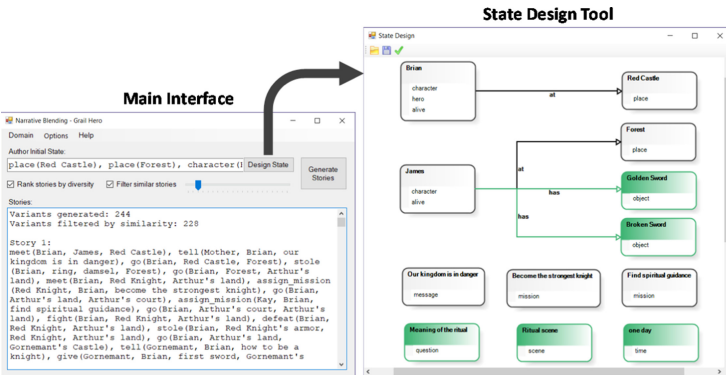 State Design Tool
Main Interface
Narrative Blending - Grail Hero
Domain Options Help
Author Initial State:
place(Red Castle), place(Forest), character(
Design State
Generate
Stories
Rank stories by diversity
Filter similar stories
Stories:
Variants generated: 244
Variants filtered by similarity: 228
Story 1:
meet(Brian, James, Red Castle), tell(Mother, Brian, our
kingdom is in danger), go(Brian, Red Castle, Forest), stole
(Brian, ring, damsel, Forest), go(Brian, Forest, Arthur's
land), meet(Brian, Red Knight, Arthur's land), assign_mission
(Red Knight, Brian, become the strongest knight), go(Brian,
Arthur's land, Arthur's court), assign_mission(Kay, Brian,
find spiritual guidance), go(Brian, Arthur's court, Arthur's
land), fight(Brian, Red Knight, Arthur's land), defeat(Brian,
Red Knight, Arthur's land), stole(Brian, Red Knight's armor,
Red Knight, Arthur's land), go(Brian, Arthur's land,
Gornemant's Castle), tell(Gornemant, Brian, how to be a
knight), give(Gornemant, Brian, first sword, Gornemant's
State Design
Brian
character
hero
alive
at
Red Castle
place
Forest
place
James
character
alive
at
has
has
Golden Sword
object
Broken Sword
object
Our kingdom is in danger
message
Become the strongest knight
mission
Find spiritual guidance
mission
Meaning of the ritual
question
Ritual scene
scene
one day
time